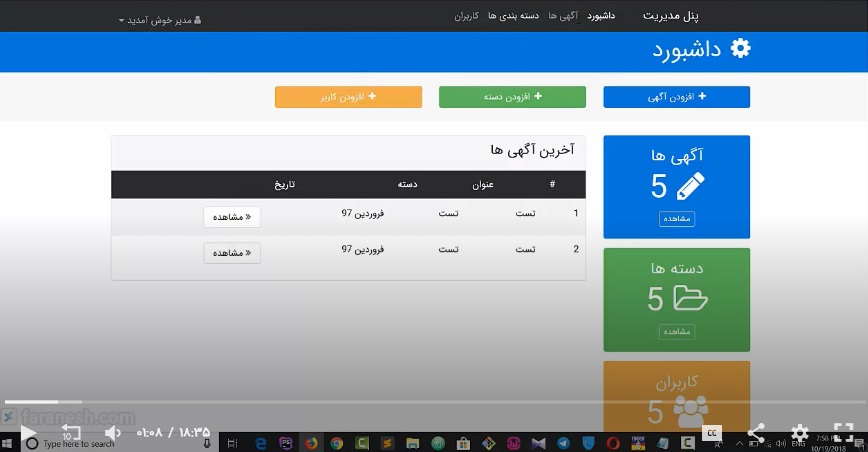 پنل مدیریت داشبورد آگهی ها دسته بندی ها کاربران مدیر خوش آمدید
داشبورد
افزودن آگهی افزودن دسته افزودن کاربر
آگهی ها
5
مشاهده
دسته ها
5
مشاهده
کاربران
5
آخرین آگهی ها
# عنوان دسته تاریخ
1 تست تست فروردین 97 مشاهده »
2 تست تست فروردین 97 مشاهده »
faranesh.com
10
۰۱:۰۸ / ۱۸:۳۵
CC
Type here to search
ENG
7:58
10/19/2018